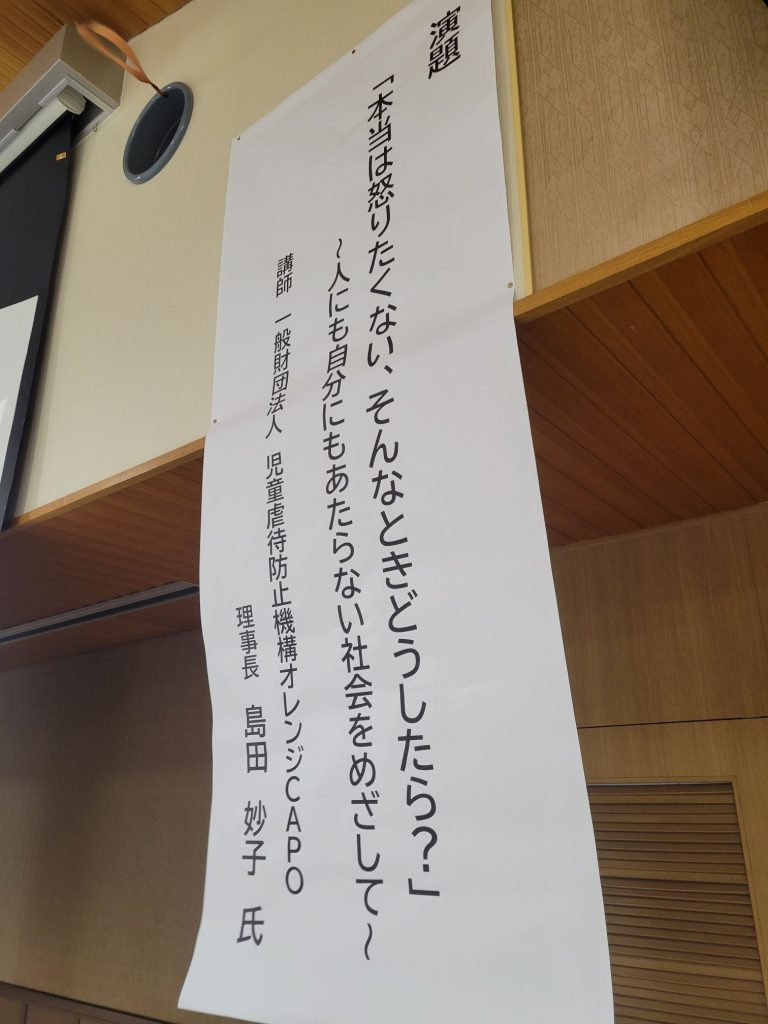 演題
「本当は怒りたくない、そんなときどうしたら？」
～人にも自分にもあたらない社会をめざして～
講師 一般財団法人 児童虐待防止機構オレンジCAPO
理事長 島田 妙子 氏